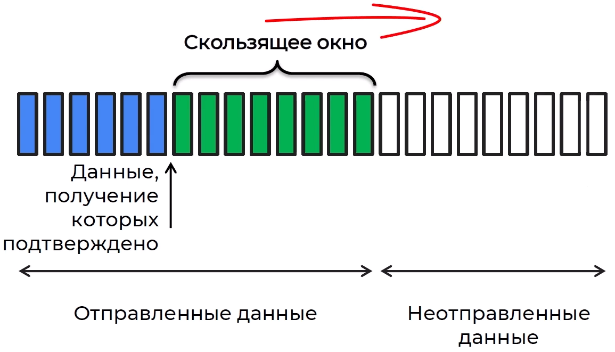 Скользящее окно
Данные,
получение
которых
подтверждено
Отправленные данные
Неотправленные
данные